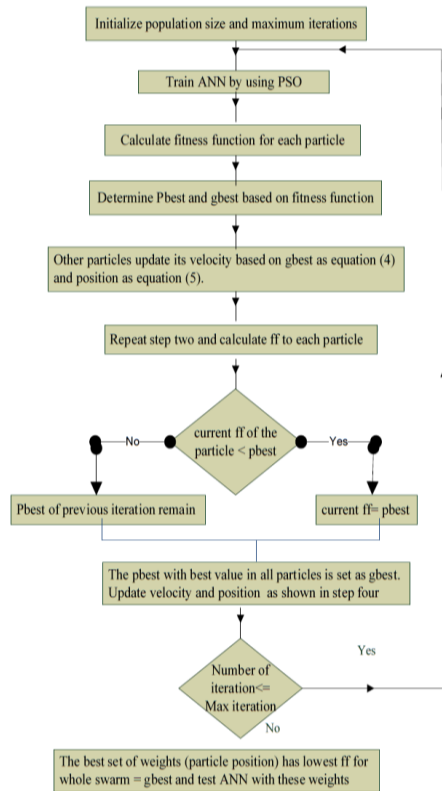 Initialize population size and maximum iterations
Train ANN by using PSO
Calculate fitness function for each particle
Determine Pbest and gbest based on fitness function
Other particles update its velocity based on gbest as equation (4)
and position as equation (5).
Repeat step two and calculate ff to each particle
current ff of the
particle < pbest
No
Yes
Pbest of previous iteration remain
current ff= pbest
The pbest with best value in all particles is set as gbest.
Update velocity and position as shown in step four
Number of
iteration<=
Max iteration
Yes
No
The best set of weights (particle position) has lowest ff for
whole swarm = gbest and test ANN with these weights